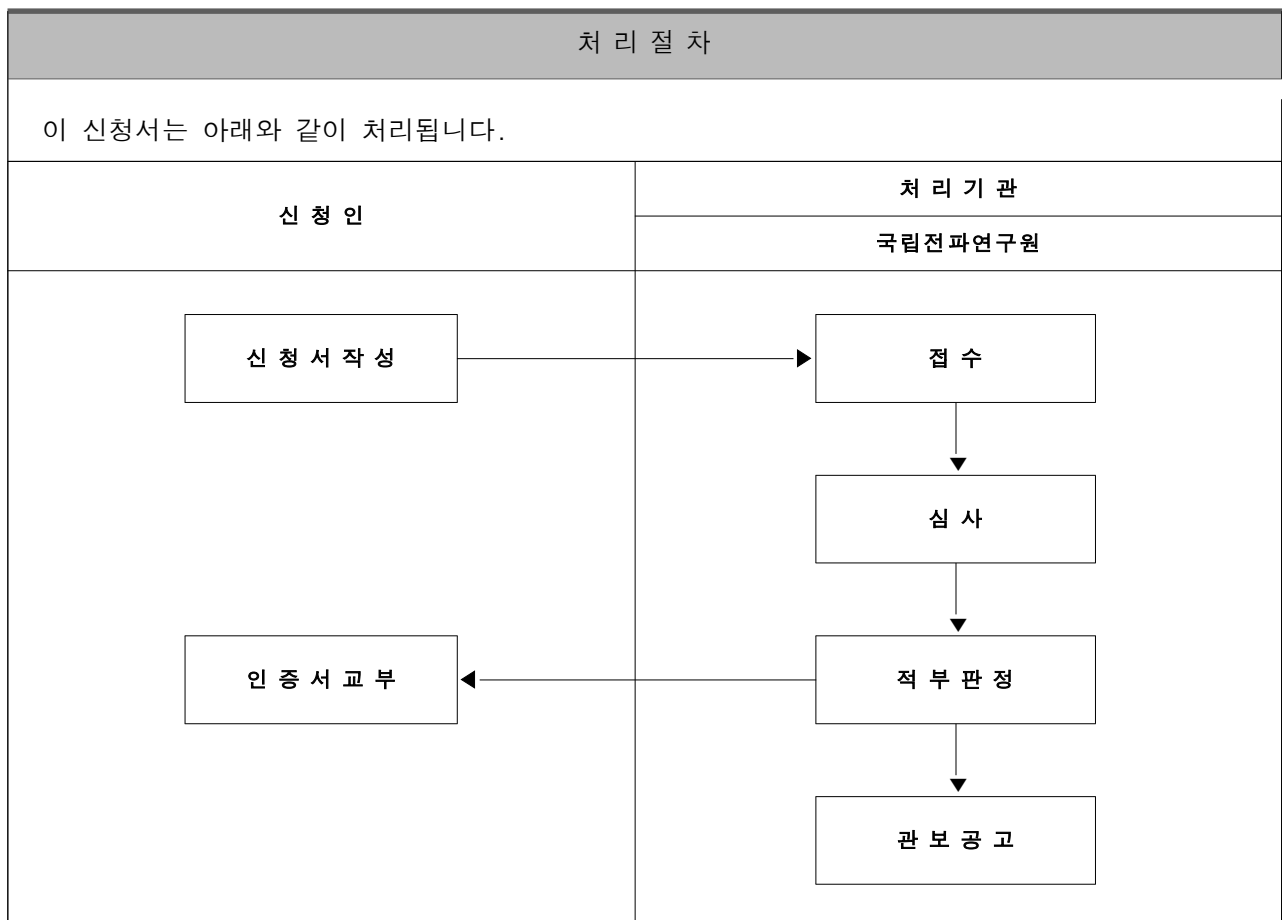 처 리 절 차
이 신청서는 아래와 같이 처리됩니다.
신 청 인
처 리 기 관
국립전파연구원
신 청 서 작 성
접 수
심 사
인 증 서 교 부
적 부 판 정
관 보 공 고